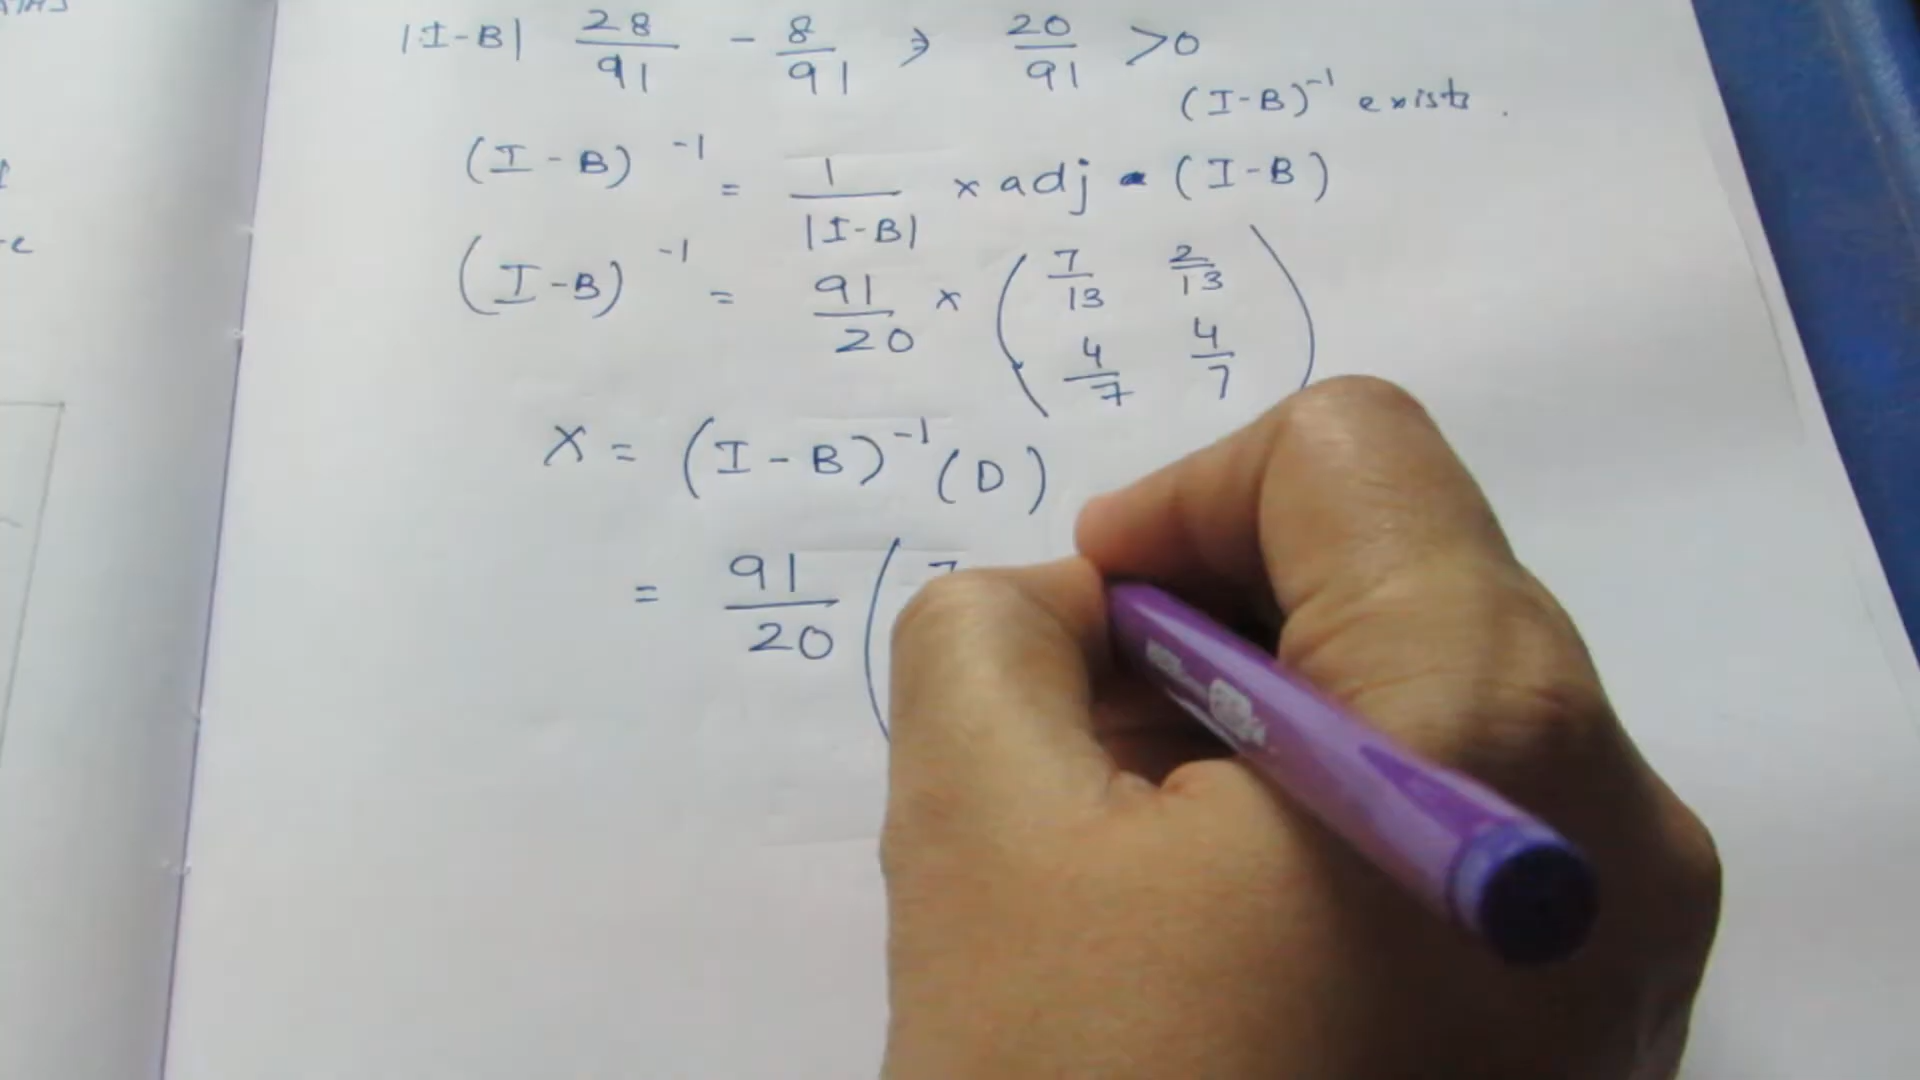 |I-B| 28/91 - 8/91 ⇒ 20/91 >0
(I-B)⁻¹ exists.
(I-B)⁻¹ = 1/|I-B| x adj - (I-B)
(I-B)⁻¹ = 91/20 x ( 7/13 2/13
4/7 4/7 )
X = (I-B)⁻¹ (D)
= 91/20 ( 7